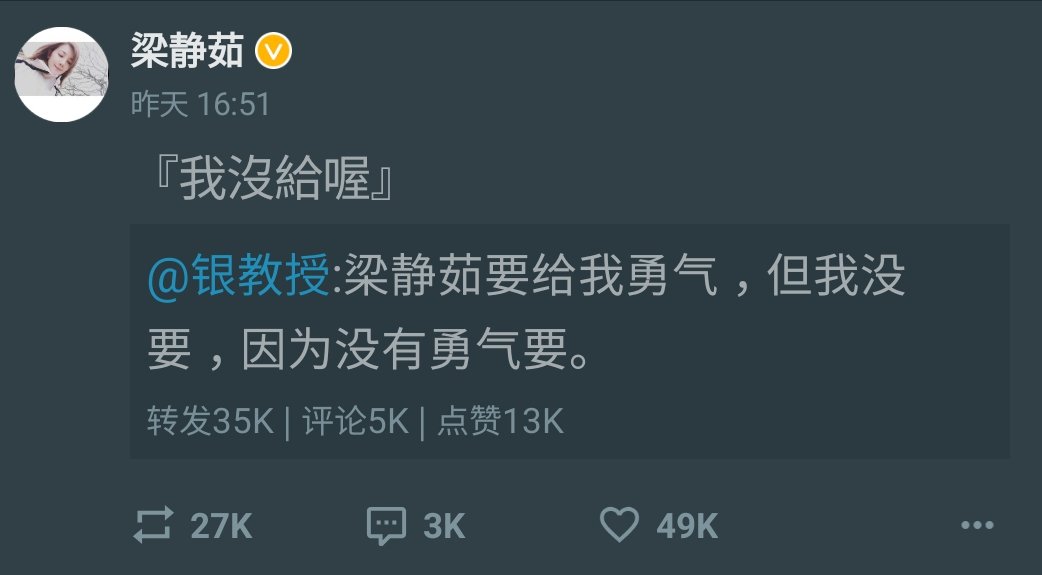 梁静茹
昨天 16:51
『我沒給喔』
@银教授:梁静茹要给我勇气，但我没
要，因为没有勇气要。
转发35K | 评论5K | 点赞13K
27K 3K 49K